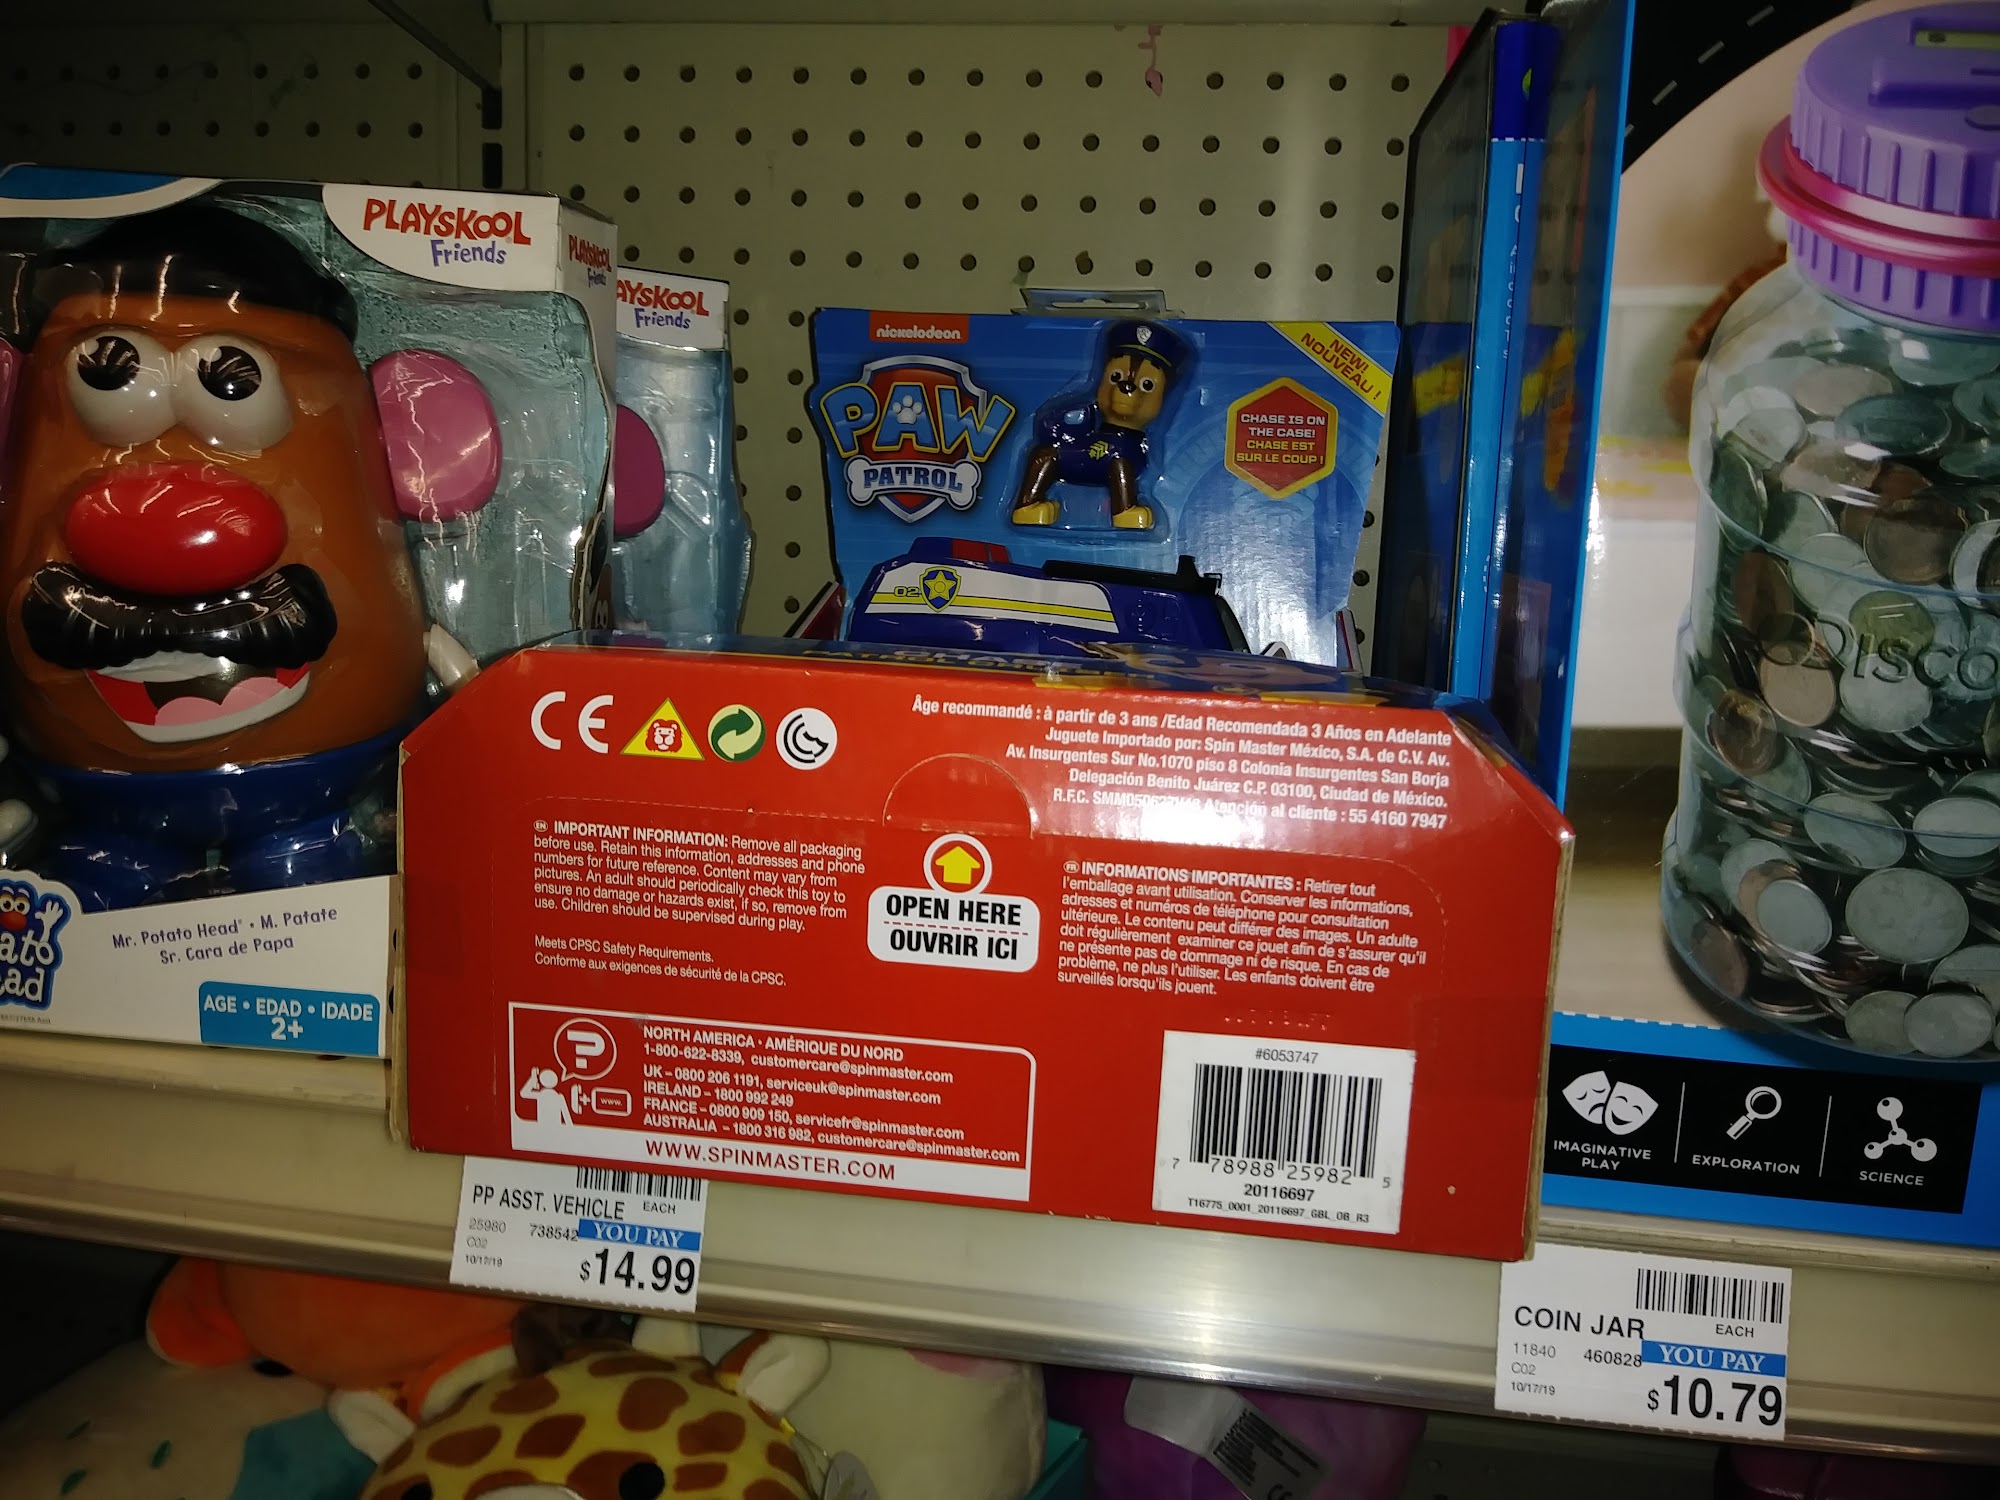 PLAYSKOOL
Friends
PLAYSKOOL
Friends
AYSKOOL
Friends
Mr. Potato Head® • M. Patate
Sr. Cara de Papa
ato
ead
AGE • EDAD • IDADE
2+
nickelodeon
PAW
PATROL
NEW!
NOUVEAU !
CHASE IS ON
THE CASE!
CHASE EST
SUR LE COUP !
02
CE
Âge recommandé : à partir de 3 ans /Edad Recomendada 3 Años en Adelante
Juguete Importado por: Spin Master México, S.A. de C.V. Av.
Av. Insurgentes Sur No.1070 piso 8 Colonia Insurgentes San Borja
Delegación Benito Juárez C.P. 03100, Ciudad de México.
R.F.C. Atención al cliente : 55 4160 7947
EN IMPORTANT INFORMATION: Remove all packaging
before use. Retain this information, addresses and phone
numbers for future reference. Content may vary from
pictures. An adult should periodically check this toy to
ensure no damage or hazards exist, if so, remove from
use. Children should be supervised during play.
Meets CPSC Safety Requirements.
Conforme aux exigences de sécurité de la CPSC.
OPEN HERE
OUVRIR ICI
FR INFORMATIONS IMPORTANTES : Retirer tout
l'emballage avant utilisation. Conserver les informations,
adresses et numéros de téléphone pour consultation
ultérieure. Le contenu peut différer des images. Un adulte
doit régulièrement examiner ce jouet afin de s'assurer qu'il
ne présente pas de dommage ni de risque. En cas de
problème, ne plus l'utiliser. Les enfants doivent être
surveillés lorsqu'ils jouent.
NORTH AMERICA • AMÉRIQUE DU NORD
1-800-622-8339, customercare@spinmaster.com
UK – 0800 206 1191, serviceuk@spinmaster.com
IRELAND – 1800 992 249
FRANCE – 0800 909 150, servicefr@spinmaster.com
AUSTRALIA – 1800 316 982, customercare@spinmaster.com
www.
WWW.SPINMASTER.COM
#6053747
7 78988 25982 5
20116697
T16775_0001_20116697_GBL_OB_R3
Disco
IMAGINATIVE
PLAY
EXPLORATION
SCIENCE
PP ASST. VEHICLE EACH
25980 738542 YOU PAY
C02
10/17/19 $14.99
COIN JAR EACH
11840 460828 YOU PAY
C02
10/17/19 $10.79